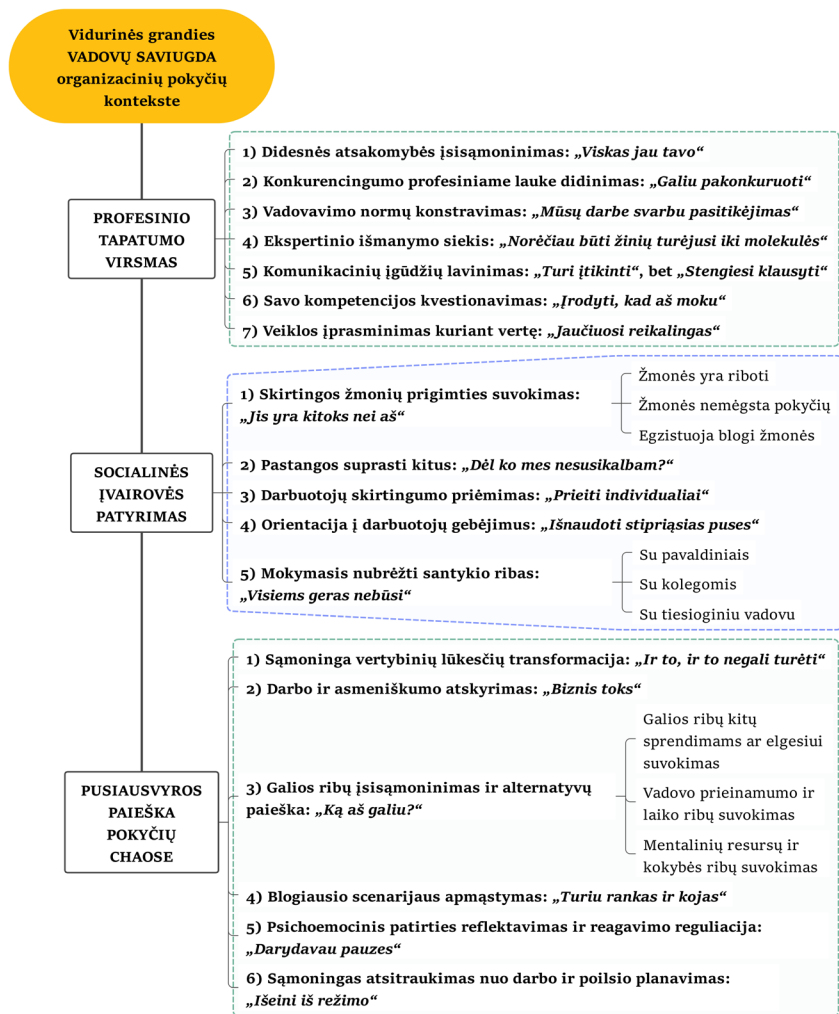 Vidurinės grandies
VADOVŲ SAVIUGDA
organizacinių pokyčių
kontekste
PROFESINIO
TAPATUMO
VIRSMAS
1) Didesnės atsakomybės įsisąmoninimas: „Viskas jau tavo“
2) Konkurencingumo profesiniame lauke didinimas: „Galiu pakonkuruoti“
3) Vadovavimo normų konstravimas: „Mūsų darbe svarbu pasitikėjimas“
4) Ekspertinio išmanymo siekis: „Norėčiau būti žinių turėjusi iki molekulės“
5) Komunikacinių įgūdžių lavinimas: „Turi įtikinti“, bet „Stengiesi klausyti“
6) Savo kompetencijos kvestionavimas: „Įrodyti, kad aš moku“
7) Veiklos įprasminimas kuriant vertę: „Jaučiuosi reikalingas“
SOCIALINĖS
ĮVAIROVĖS
PATYRIMAS
1) Skirtingos žmonių prigimties suvokimas:
„Jis yra kitoks nei aš“
Žmonės yra riboti
Žmonės nemėgsta pokyčių
Egzistuoja blogi žmonės
2) Pastangos suprasti kitus: „Dėl ko mes nesusikalbam?“
3) Darbuotojų skirtingumo priėmimas: „Prieiti individualiai“
4) Orientacija į darbuotojų gebėjimus: „Išnaudoti stipriąsias puses“
5) Mokymasis nubrėžti santykio ribas:
„Visiems geras nebūsi“
Su pavaldiniais
Su kolegomis
Su tiesioginiu vadovu
PUSIAUSVYROS
PAIEŠKA
POKYČIŲ
CHAOSE
1) Sąmoninga vertybinių lūkesčių transformacija: „Ir to, ir to negali turėti“
2) Darbo ir asmeniškumo atskyrimas: „Biznis toks“
3) Galios ribų įsisąmoninimas ir alternatyvų
paieška: „Ką aš galiu?“
Galios ribų kitų
sprendimams ar elgesiui
suvokimas
Vadovo prieinamumo ir
laiko ribų suvokimas
Mentalinių resursų ir
kokybės ribų suvokimas
4) Blogiausio scenarijaus apmąstymas: „Turiu rankas ir kojas“
5) Psichoemocinis patirties reflektavimas ir reagavimo reguliacija:
„Darydavau pauzes“
6) Sąmoningas atsitraukimas nuo darbo ir poilsio planavimas:
„Išeini iš režimo“